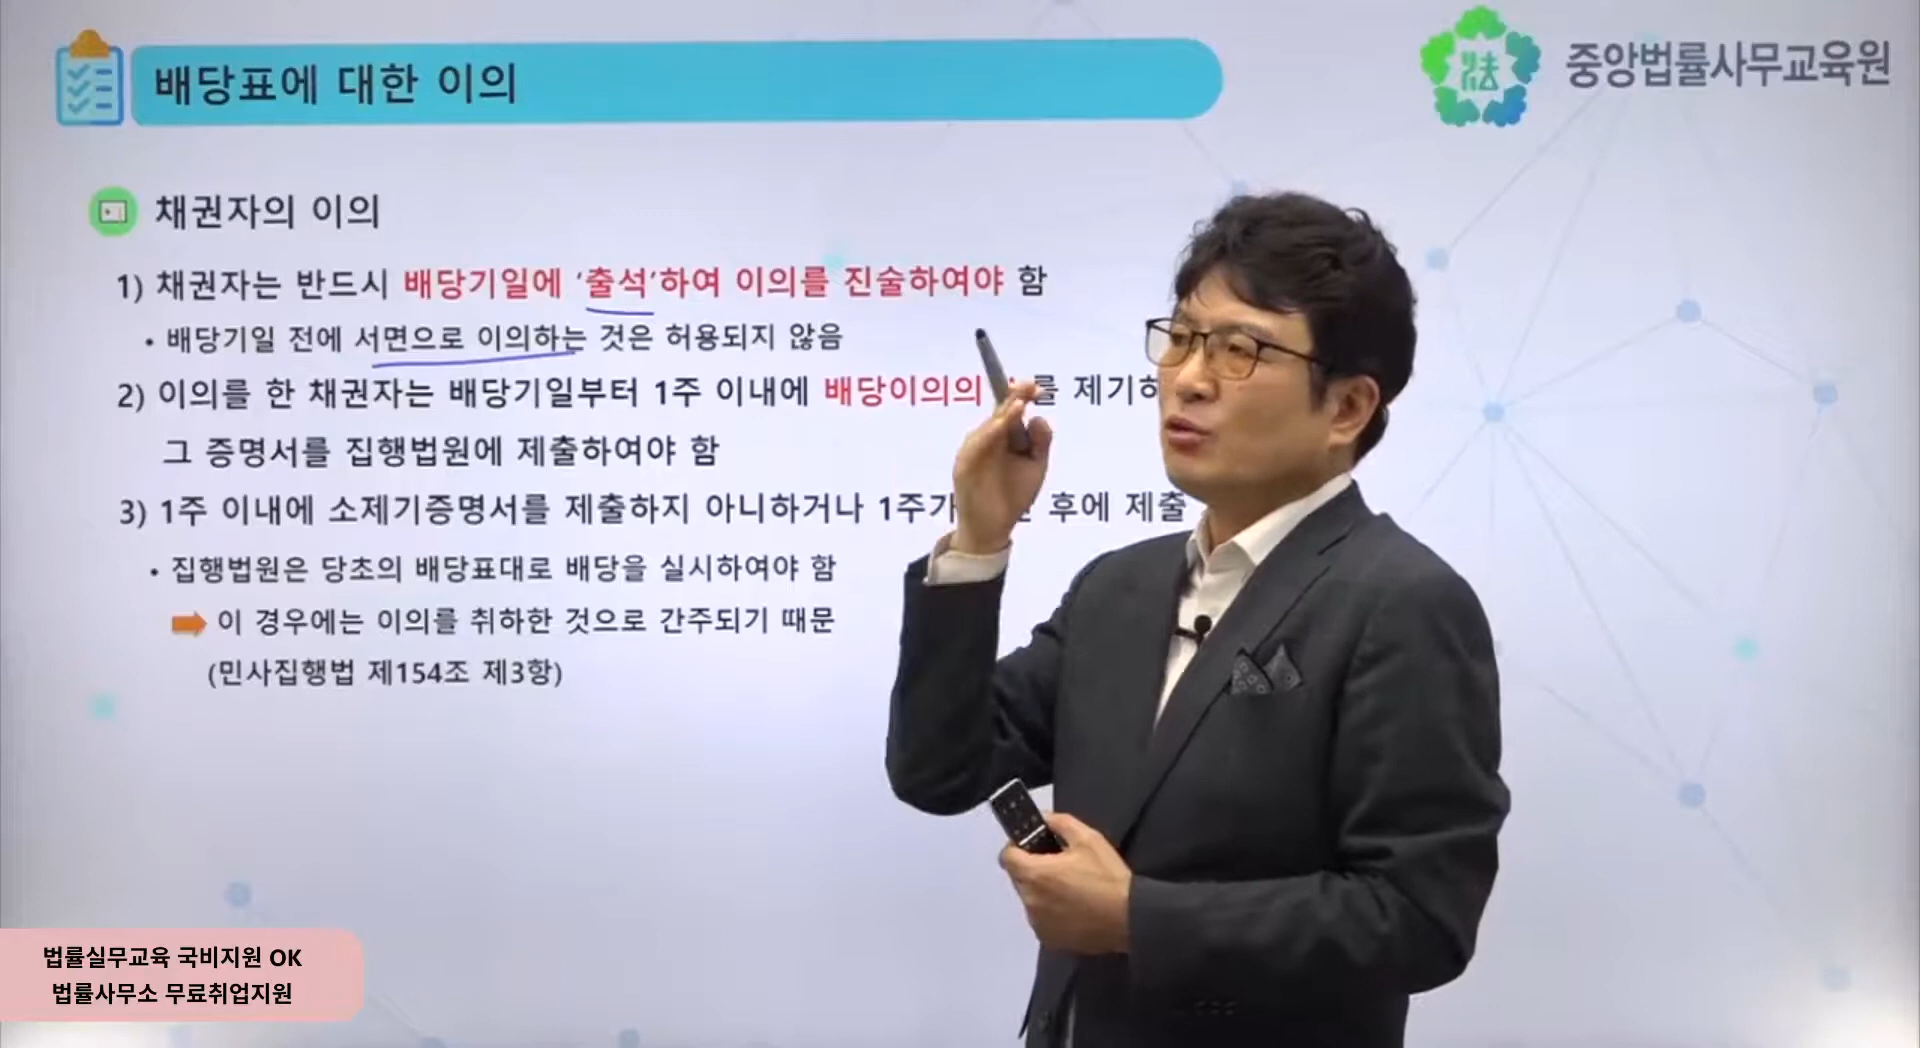 배당표에 대한 이의
중앙법률사무교육원
채권자의 이의
1) 채권자는 반드시 배당기일에 ‘출석’하여 이의를 진술하여야 함
• 배당기일 전에 서면으로 이의하는 것은 허용되지 않음
2) 이의를 한 채권자는 배당기일부터 1주 이내에 배당이의의 를 제기하
그 증명서를 집행법원에 제출하여야 함
3) 1주 이내에 소제기증명서를 제출하지 아니하거나 1주가 후에 제출
• 집행법원은 당초의 배당표대로 배당을 실시하여야 함
이 경우에는 이의를 취하한 것으로 간주되기 때문
(민사집행법 제154조 제3항)
법률실무교육 국비지원 OK
법률사무소 무료취업지원